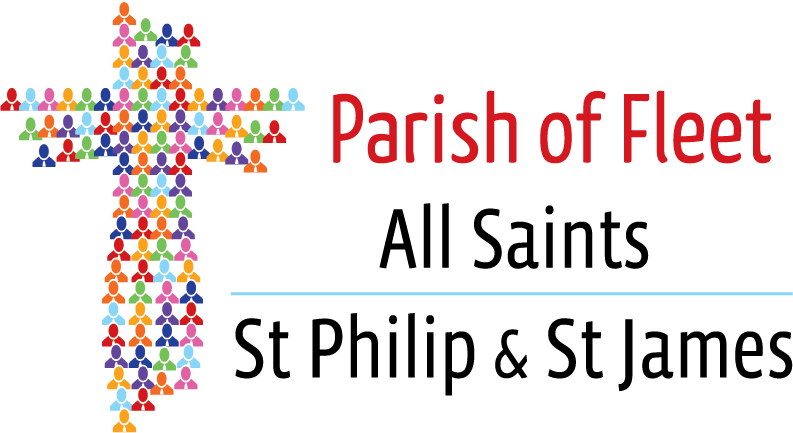 Parish of Fleet
All Saints
St Philip & St James